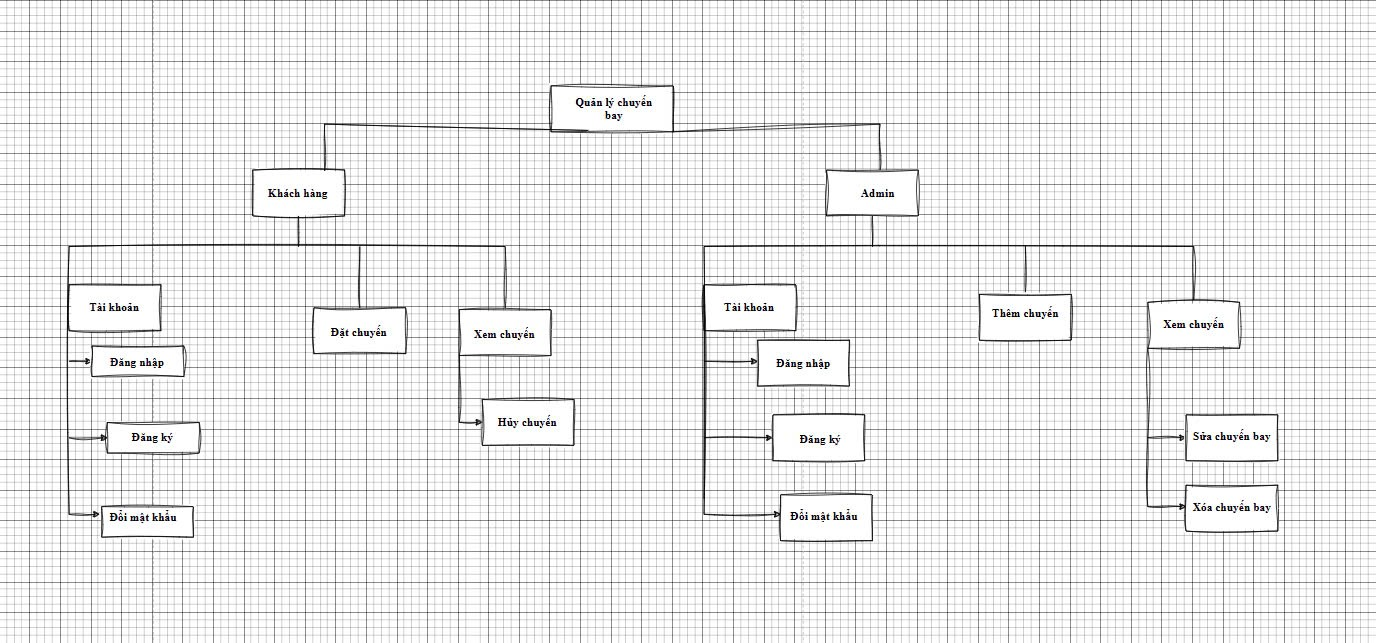 Quản lý chuyến
bay
Khách hàng
Admin
Tài khoản
Đặt chuyến
Xem chuyến
Đăng nhập
Đăng ký
Hủy chuyến
Đổi mật khẩu
Tài khoản
Thêm chuyến
Xem chuyến
Đăng nhập
Đăng ký
Sửa chuyến bay
Đổi mật khẩu
Xóa chuyến bay